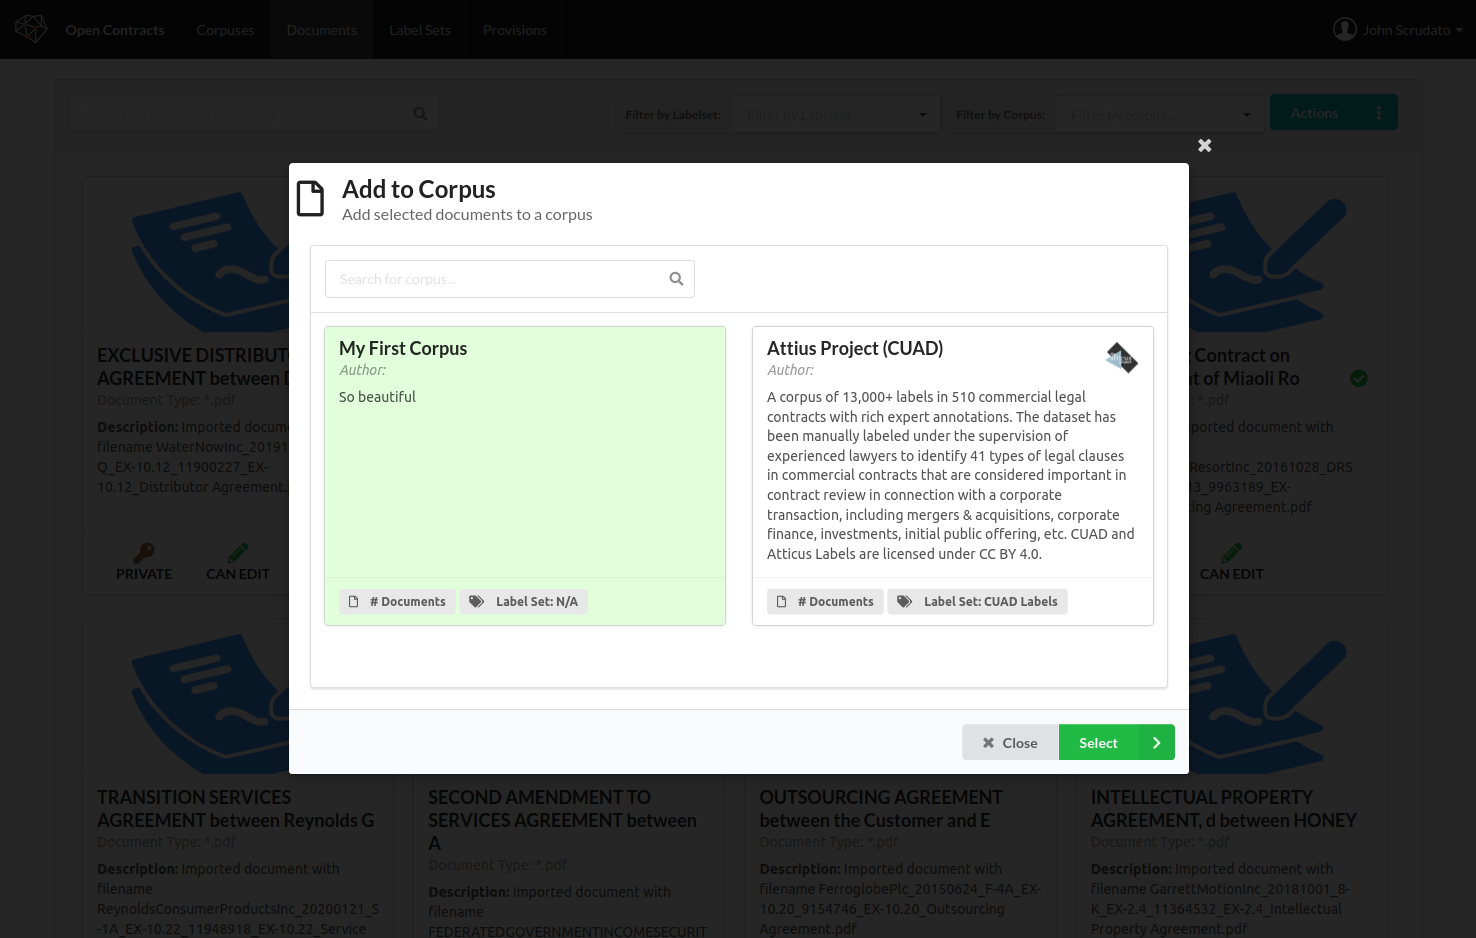 Open Contracts
Corpuses
Documents
Label Sets
Provisions
John Scrudato
Filter by Labelset:
Filter by Labelset...
Filter by Corpus:
Filter by corpus...
Actions
Add to Corpus
Add selected documents to a corpus
Search for corpus...
My First Corpus
Author:
So beautiful
# Documents
Label Set: N/A
Attius Project (CUAD)
Author:
A corpus of 13,000+ labels in 510 commercial legal
contracts with rich expert annotations. The dataset has
been manually labeled under the supervision of
experienced lawyers to identify 41 types of legal clauses
in commercial contracts that are considered important in
contract review in connection with a corporate
transaction, including mergers & acquisitions, corporate
finance, investments, initial public offering, etc. CUAD and
Atticus Labels are licensed under CC BY 4.0.
# Documents
Label Set: CUAD Labels
Close
Select
EXCLUSIVE DISTRIBUT
AGREEMENT between
Document Type: *.pdf
Description: Imported docum
filename WaterNowInc_20191
Q_EX-10.12_11900227_EX-
10.12_Distributor Agreement.
PRIVATE
CAN EDIT
Contract on
t of Miaoli Ro
: *.pdf
ported document with
ResortInc_20161028_DRS
13_9963189_EX-
ing Agreement.pdf
CAN EDIT
TRANSITION SERVICES
AGREEMENT between Reynolds G
Document Type: *.pdf
Description: Imported document with
filename
ReynoldsConsumerProductsInc_20200121_S
-1A_EX-10.22_11948918_EX-10.22_Service
SECOND AMENDMENT TO
SERVICES AGREEMENT between
A
Document Type: *.pdf
Description: Imported document with
filename
FEDERATEDGOVERNMENTINCOMESECURIT
OUTSOURCING AGREEMENT
between the Customer and E
Document Type: *.pdf
Description: Imported document with
filename FerroglobePlc_20150624_F-4A_EX-
10.20_9154746_EX-10.20_Outsourcing
Agreement.pdf
INTELLECTUAL PROPERTY
AGREEMENT, d between HONEY
Document Type: *.pdf
Description: Imported document with
filename GarrettMotionInc_20181001_8-
K_EX-2.4_11364532_EX-2.4_Intellectual
Property Agreement.pdf